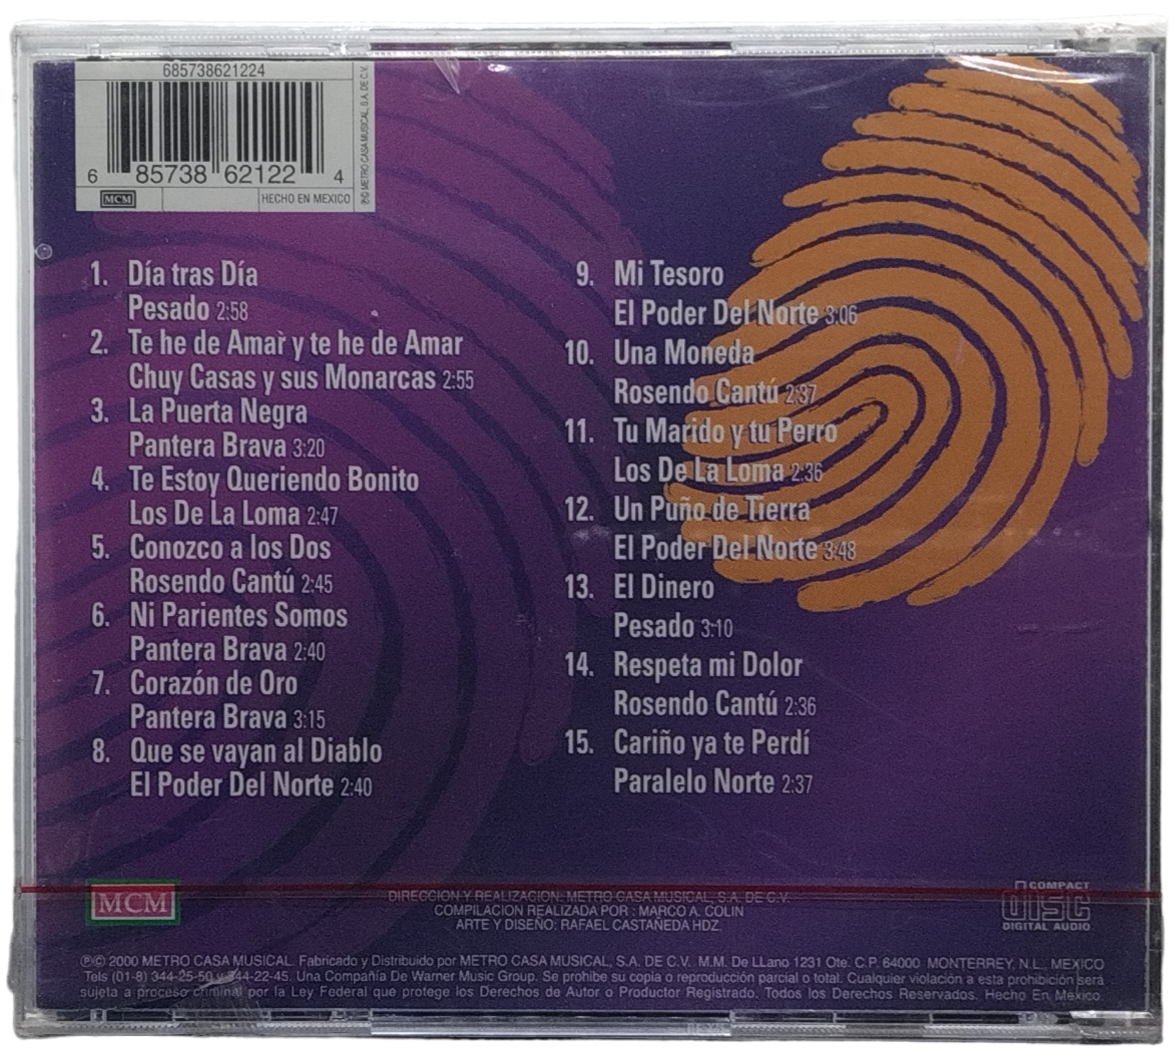 685738621224
6 85738 62122 4
MCM
HECHO EN MEXICO
℗© METRO CASA MUSICAL, S.A. DE C.V.
1. Día tras Día
Pesado 2:58
2. Te he de Amar y te he de Amar
Chuy Casas y sus Monarcas 2:55
3. La Puerta Negra
Pantera Brava 3:20
4. Te Estoy Queriendo Bonito
Los De La Loma 2:47
5. Conozco a los Dos
Rosendo Cantú 2:45
6. Ni Parientes Somos
Pantera Brava 2:40
7. Corazón de Oro
Pantera Brava 3:15
8. Que se vayan al Diablo
El Poder Del Norte 2:40
9. Mi Tesoro
El Poder Del Norte 3:06
10. Una Moneda
Rosendo Cantú 2:37
11. Tu Marido y tu Perro
Los De La Loma 2:36
12. Un Puño de Tierra
El Poder Del Norte 3:48
13. El Dinero
Pesado 3:10
14. Respeta mi Dolor
Rosendo Cantú 2:36
15. Cariño ya te Perdí
Paralelo Norte 2:37
MCM
DIRECCION Y REALIZACION: METRO CASA MUSICAL, S.A. DE C.V.
COMPILACION REALIZADA POR : MARCO A. COLIN
ARTE Y DISEÑO: RAFAEL CASTAÑEDA HDZ.
COMPACT
disc
DIGITAL AUDIO
℗© 2000 METRO CASA MUSICAL. Fabricado y Distribuido por METRO CASA MUSICAL, S.A. DE C.V. M.M. De LLano 1231 Ote. C.P. 64000 MONTERREY, N.L., MEXICO
Tels (01-8) 344-25-50 y 344-22-45. Una Compañía De Warner Music Group. Se prohibe su copia o reproducción parcial o total. Cualquier violación a esta prohibición será
sujeta a proceso criminal por la Ley Federal que protege los Derechos de Autor o Productor Registrado. Todos los Derechos Reservados. Hecho En Mexico.